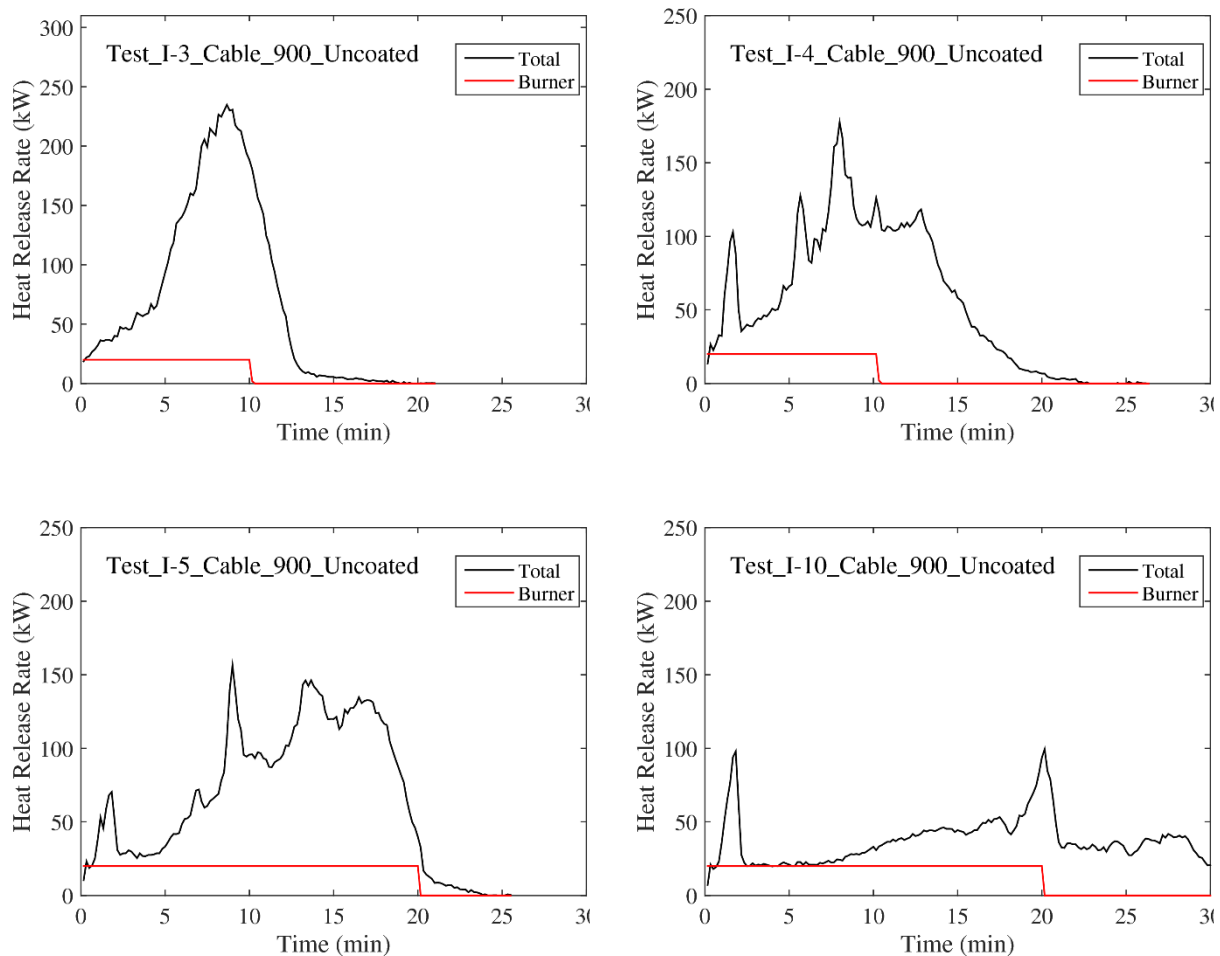 Test_I-3_Cable_900_Uncoated
Total
Burner
Heat Release Rate (kW)
300
250
200
150
100
50
0
0 5 10 15 20 25 30
Time (min)
Test_I-4_Cable_900_Uncoated
Total
Burner
Heat Release Rate (kW)
250
200
150
100
50
0
0 5 10 15 20 25 30
Time (min)
Test_I-5_Cable_900_Uncoated
Total
Burner
Heat Release Rate (kW)
250
200
150
100
50
0
0 5 10 15 20 25 30
Time (min)
Test_I-10_Cable_900_Uncoated
Total
Burner
Heat Release Rate (kW)
250
200
150
100
50
0
0 5 10 15 20 25 30
Time (min)